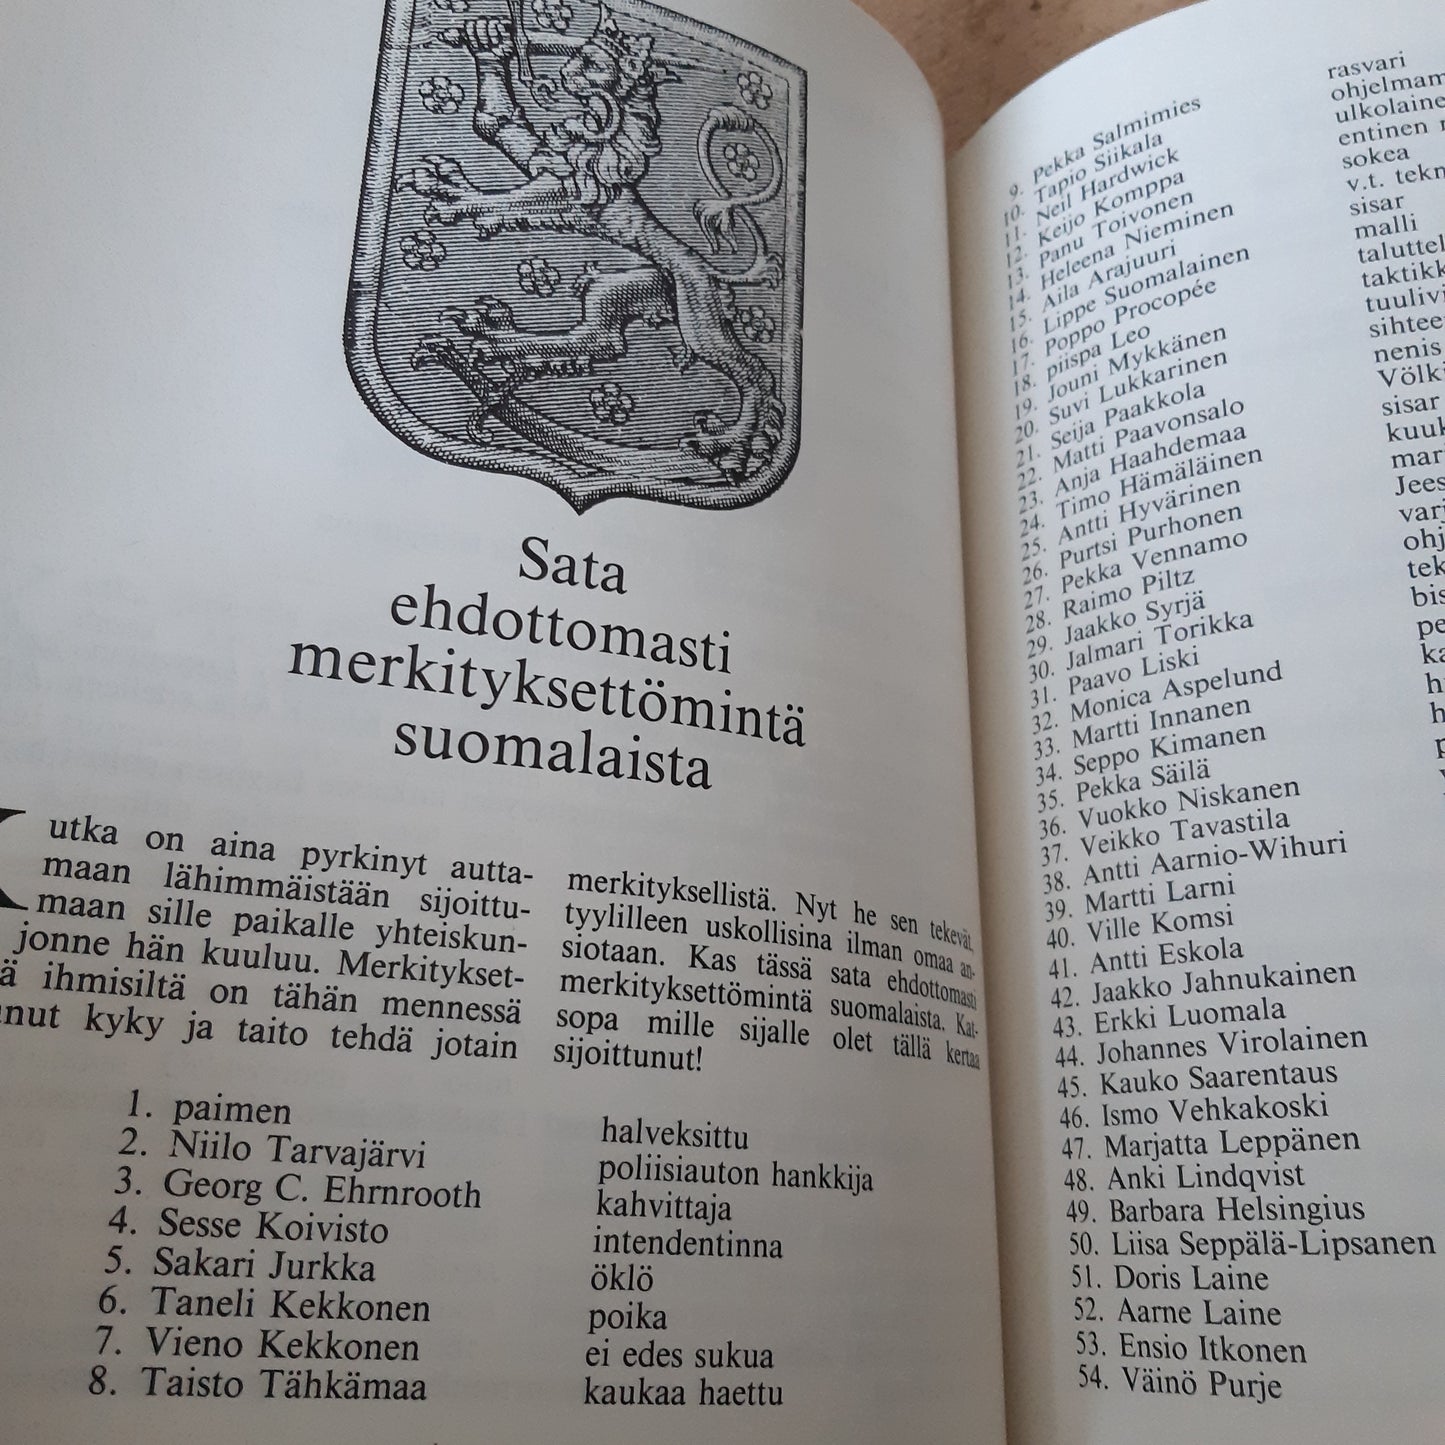 Sata
ehdottomasti
merkityksettömintä
suomalaista
Kutka on aina pyrkinyt autta-
maan lähimmäistään sijoittu-
maan sille paikalle yhteiskun-
jonne hän kuuluu. Merkitykset-
ihmisiltä on tähän mennessä
kyky ja taito tehdä jotain
merkityksellistä. Nyt he sen tekevät,
tyylilleen uskollisina ilman omaa an-
siotaan. Kas tässä sata ehdottomasti
merkityksettömintä suomalaista. Kat-
sopa mille sijalle olet tällä kertaa
sijoittunut!
1. paimen halveksittu
2. Niilo Tarvajärvi poliisiauton hankkija
3. Georg C. Ehrnrooth kahvittaja
4. Sesse Koivisto intendentinna
5. Sakari Jurkka öklö
6. Taneli Kekkonen poika
7. Vieno Kekkonen ei edes sukua
8. Taisto Tähkämaa kaukaa haettu
9. Pekka Salmimies rasvari
10. Tapio Siikala
11. Neil Hardwick
12. Keijo Komppa entinen
13. Panu Toivonen sokea
14. Heleena Nieminen v.t.
15. Aila Arajuuri sisar
16. Lippe Suomalainen malli
17. Poppo Procopée
18. piispa Leo
19. Jouni Mykkänen
20. Suvi Lukkarinen
21. Seija Paakkola nenis
22. Matti Paavonsalo
23. Anja Haahdemaa sisar
24. Timo Hämäläinen
25. Antti Hyvärinen
26. Purtsi Purhonen
27. Pekka Vennamo
28. Raimo Piltz
29. Jaakko Syrjä
30. Jalmari Torikka
31. Paavo Liski
32. Monica Aspelund
33. Martti Innanen
34. Seppo Kimanen
35. Pekka Säilä
36. Vuokko Niskanen
37. Veikko Tavastila
38. Antti Aarnio-Wihuri
39. Martti Larni
40. Ville Komsi
41. Antti Eskola
42. Jaakko Jahnukainen
43. Erkki Luomala
44. Johannes Virolainen
45. Kauko Saarentaus
46. Ismo Vehkakoski
47. Marjatta Leppänen
48. Anki Lindqvist
49. Barbara Helsingius
50. Liisa Seppälä-Lipsanen
51. Doris Laine
52. Aarne Laine
53. Ensio Itkonen
54. Väinö Purje